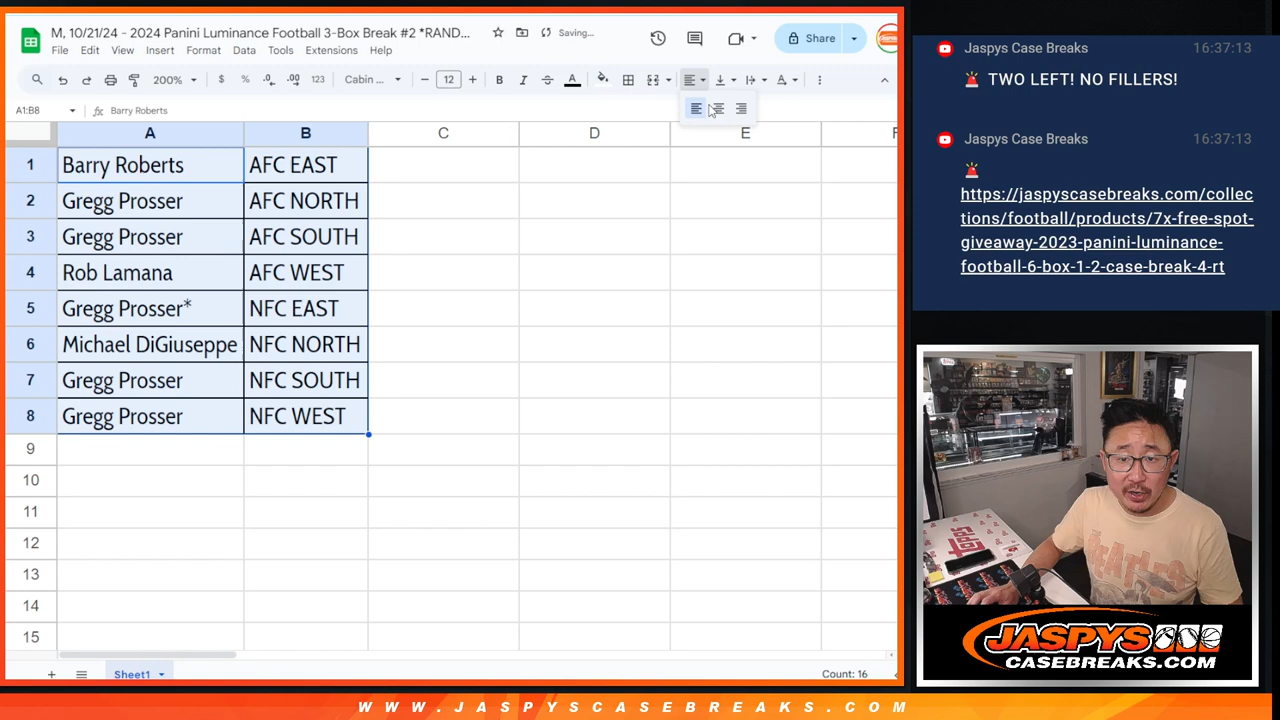 M, 10/21/24 - 2024 Panini Luminance Football 3-Box Break #2 *RAND...
Saving...
File Edit View Insert Format Data Tools Extensions Help
Share
200% $ % .0 .00 123 Cabin ... 12 B I S A
A1:B8 fx Barry Roberts
A B C D E F
1 Barry Roberts AFC EAST
2 Gregg Prosser AFC NORTH
3 Gregg Prosser AFC SOUTH
4 Rob Lamana AFC WEST
5 Gregg Prosser* NFC EAST
6 Michael DiGiuseppe NFC NORTH
7 Gregg Prosser NFC SOUTH
8 Gregg Prosser NFC WEST
9
10
11
12
13
14
15
Sheet1
Count: 16
Jaspys Case Breaks 16:37:13
TWO LEFT! NO FILLERS!
Jaspys Case Breaks 16:37:13
https://jaspyscasebreaks.com/collec
tions/football/products/7x-free-spot-
giveaway-2023-panini-luminance-
football-6-box-1-2-case-break-4-rt
topps
JASPYS
CASEBREAKS.COM
WWW.JASPYSCASEBREAKS.COM